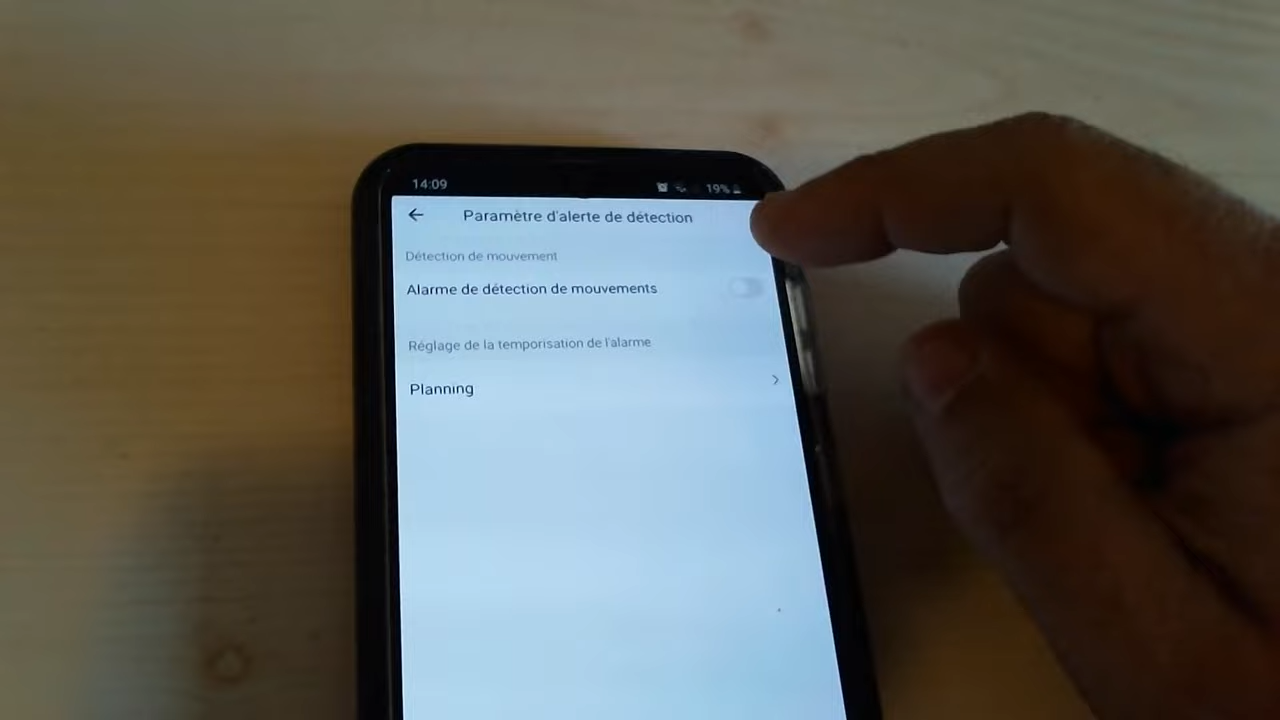 14:09
19%
Paramètre d'alerte de détection
Détection de mouvement
Alarme de détection de mouvements
Réglage de la temporisation de l'alarme
Planning